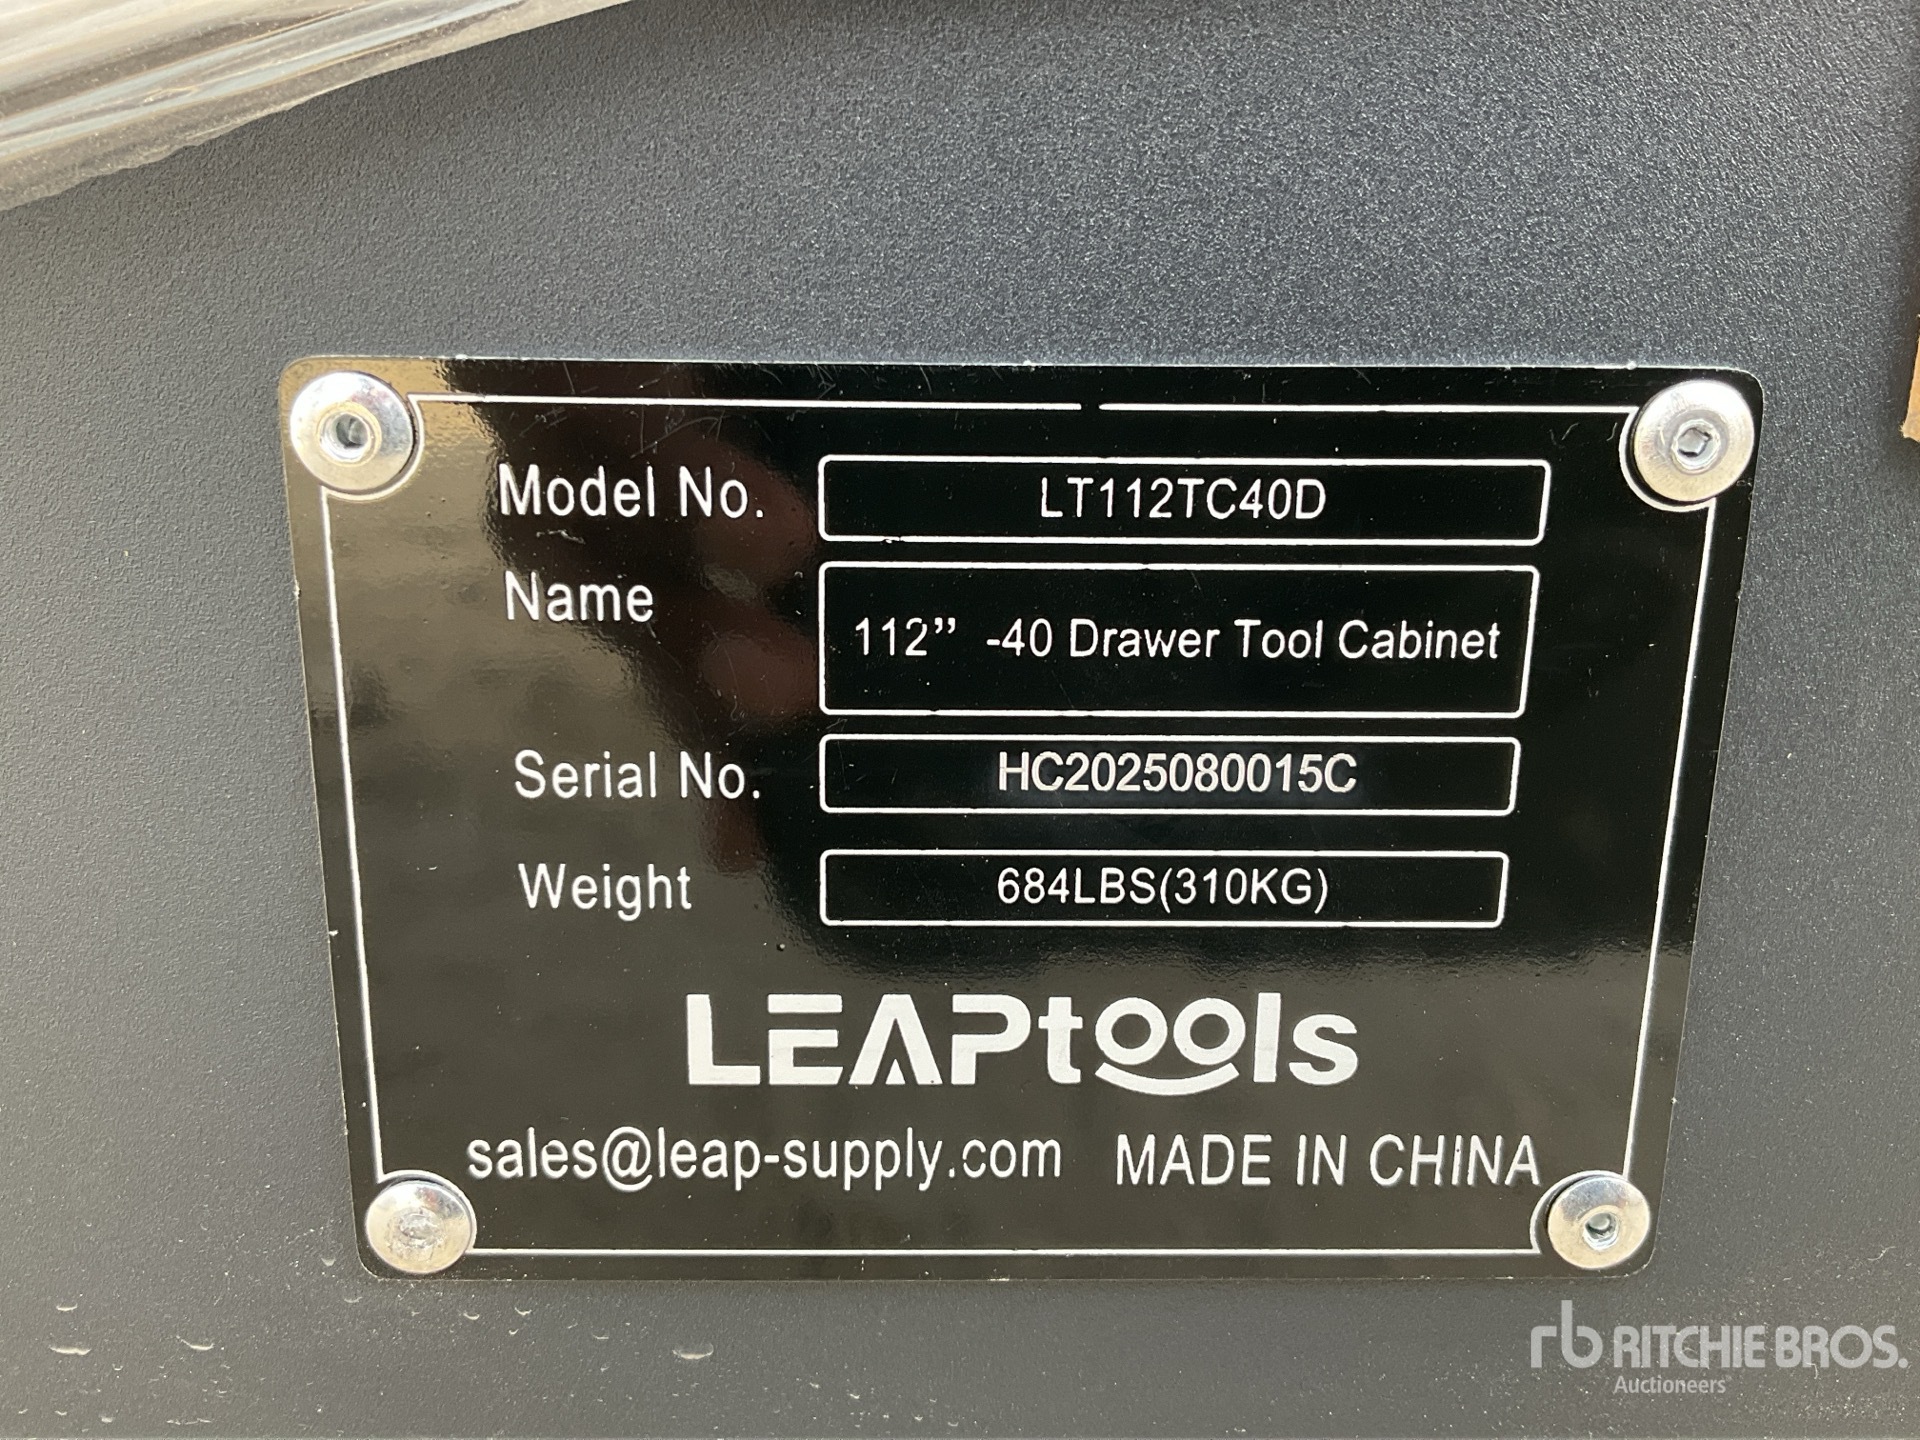 Model No. LT112TC40D
Name 112” -40 Drawer Tool Cabinet
Serial No. HC2025080015C
Weight 684LBS(310KG)
LEAPtools
sales@leap-supply.com MADE IN CHINA
rb RITCHIE BROS.
Auctioneers